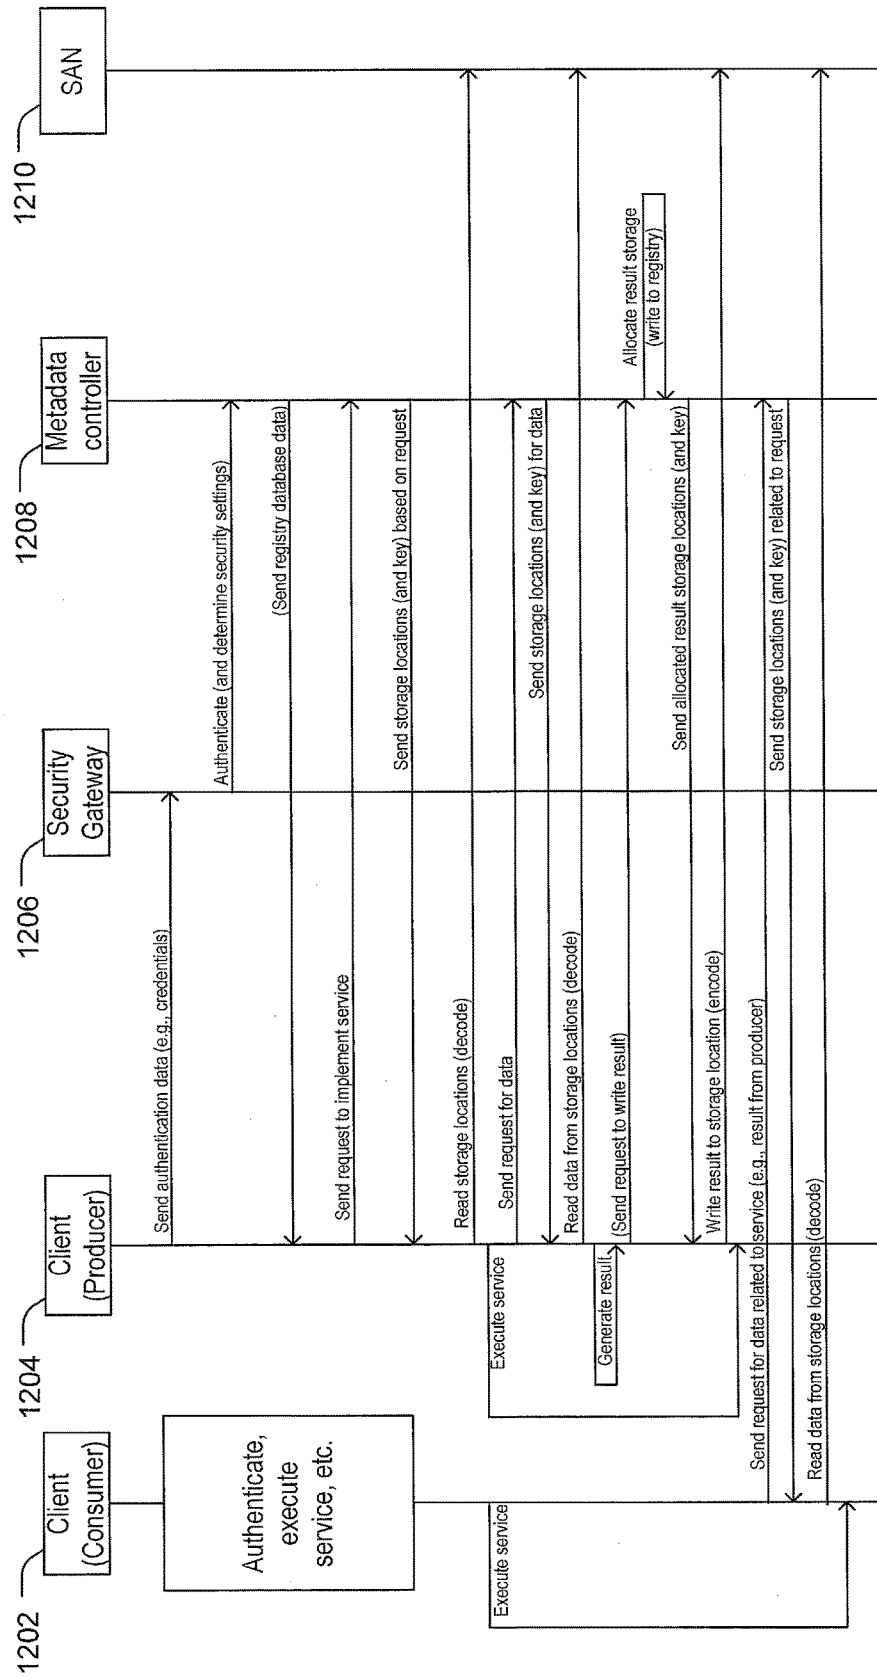 1202
Client
(Consumer)
1204
Client
(Producer)
1206
Security
Gateway
1208
Metadata
controller
1210
SAN
Authenticate,
execute
service, etc.
Send authentication data (e.g., credentials)
Authenticate (and determine security settings)
(Send registry database data)
Send request to implement service
Send storage locations (and key) based on request
Read storage locations (decode)
Execute service
Execute service
Send request for data
Send storage locations (and key) for data
Read data from storage locations (decode)
Generate result
(Send request to write result)
Allocate result storage
(write to registry)
Send allocated result storage locations (and key)
Write result to storage location (encode)
Send request for data related to service (e.g., result from producer)
Send storage locations (and key) related to request
Read data from storage locations (decode)